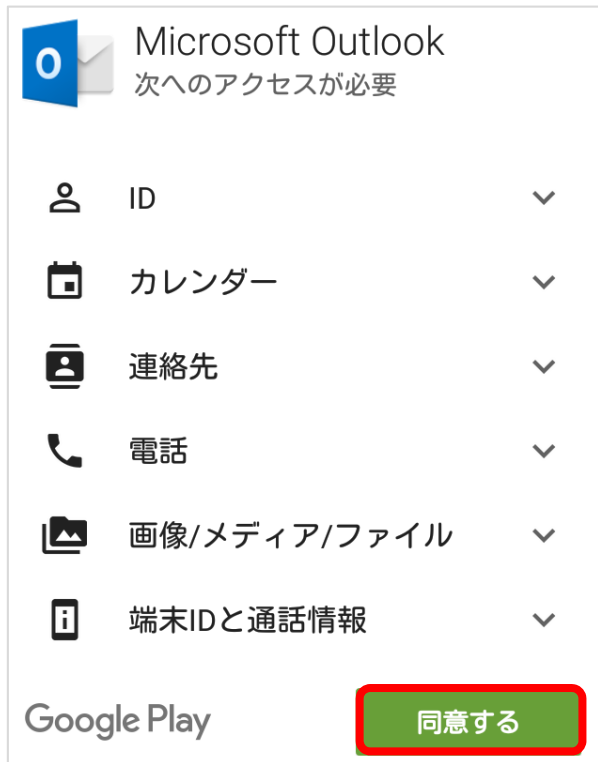 Microsoft Outlook
次へのアクセスが必要
ID
カレンダー
連絡先
電話
画像/メディア/ファイル
端末IDと通話情報
Google Play
同意する